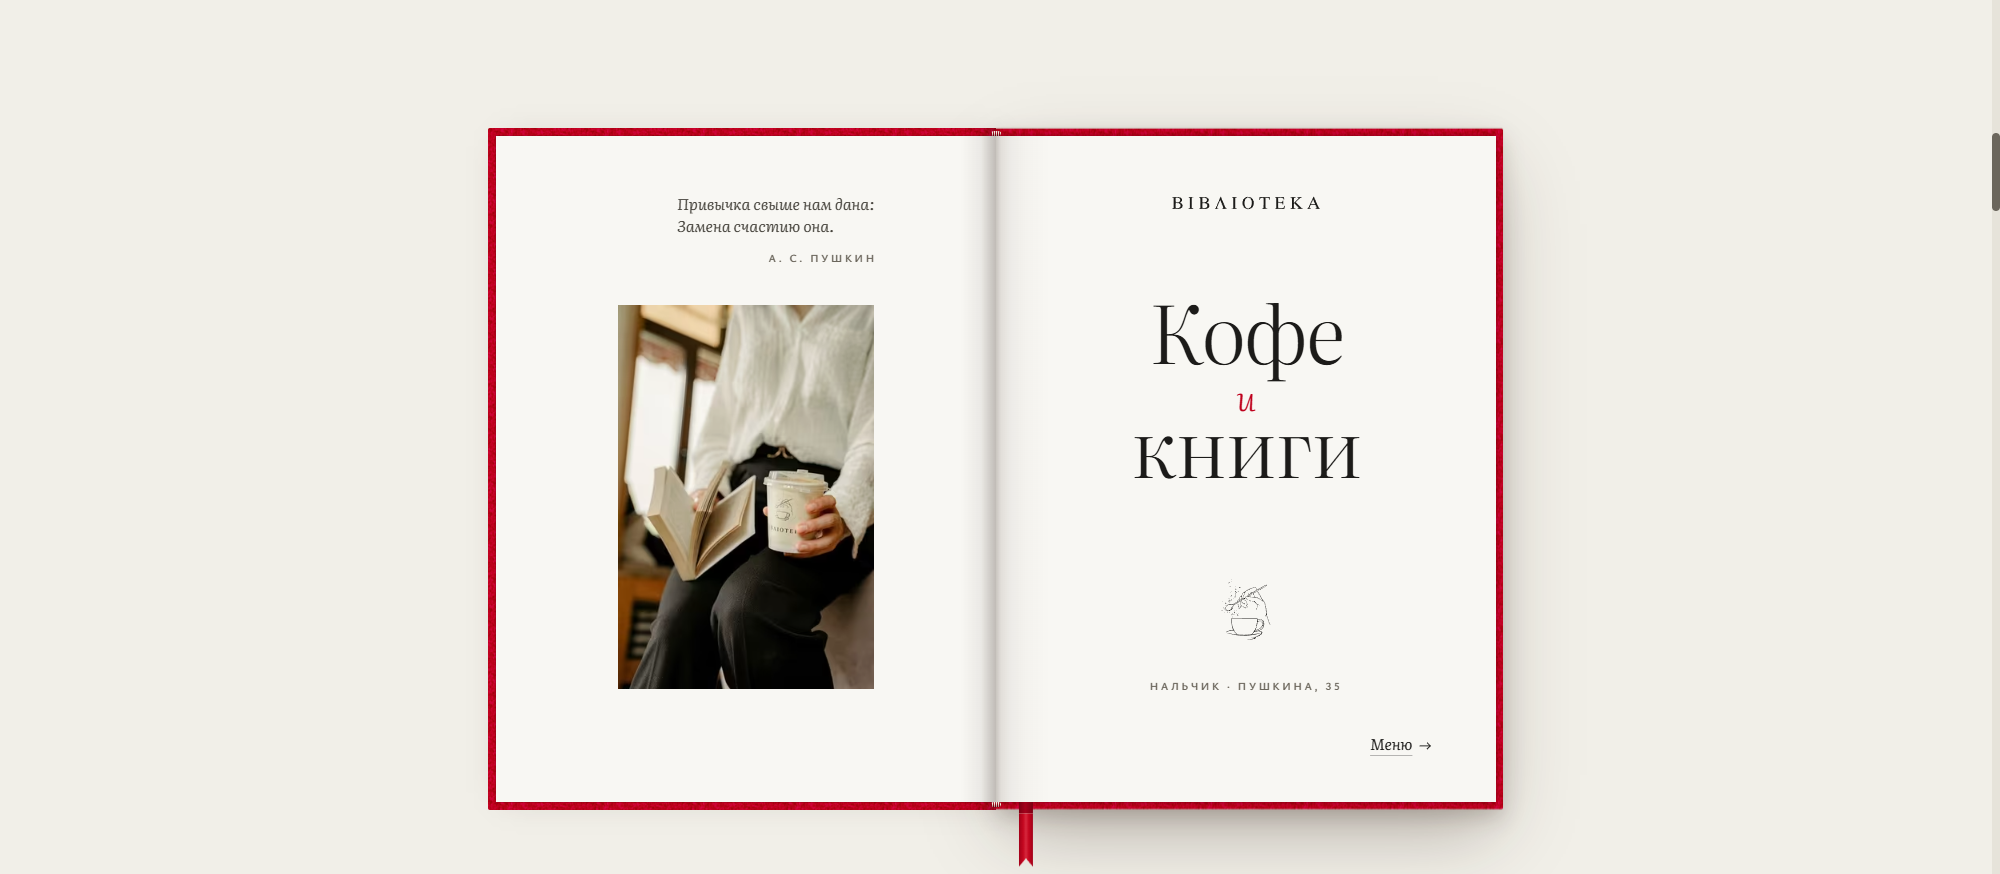 Привычка свыше нам дана:
Замена счастию она.
А. С. ПУШКИН
BIBΛIOTEKA
Кофе
и
книги
НАЛЬЧИК · ПУШКИНА, 35
Меню →